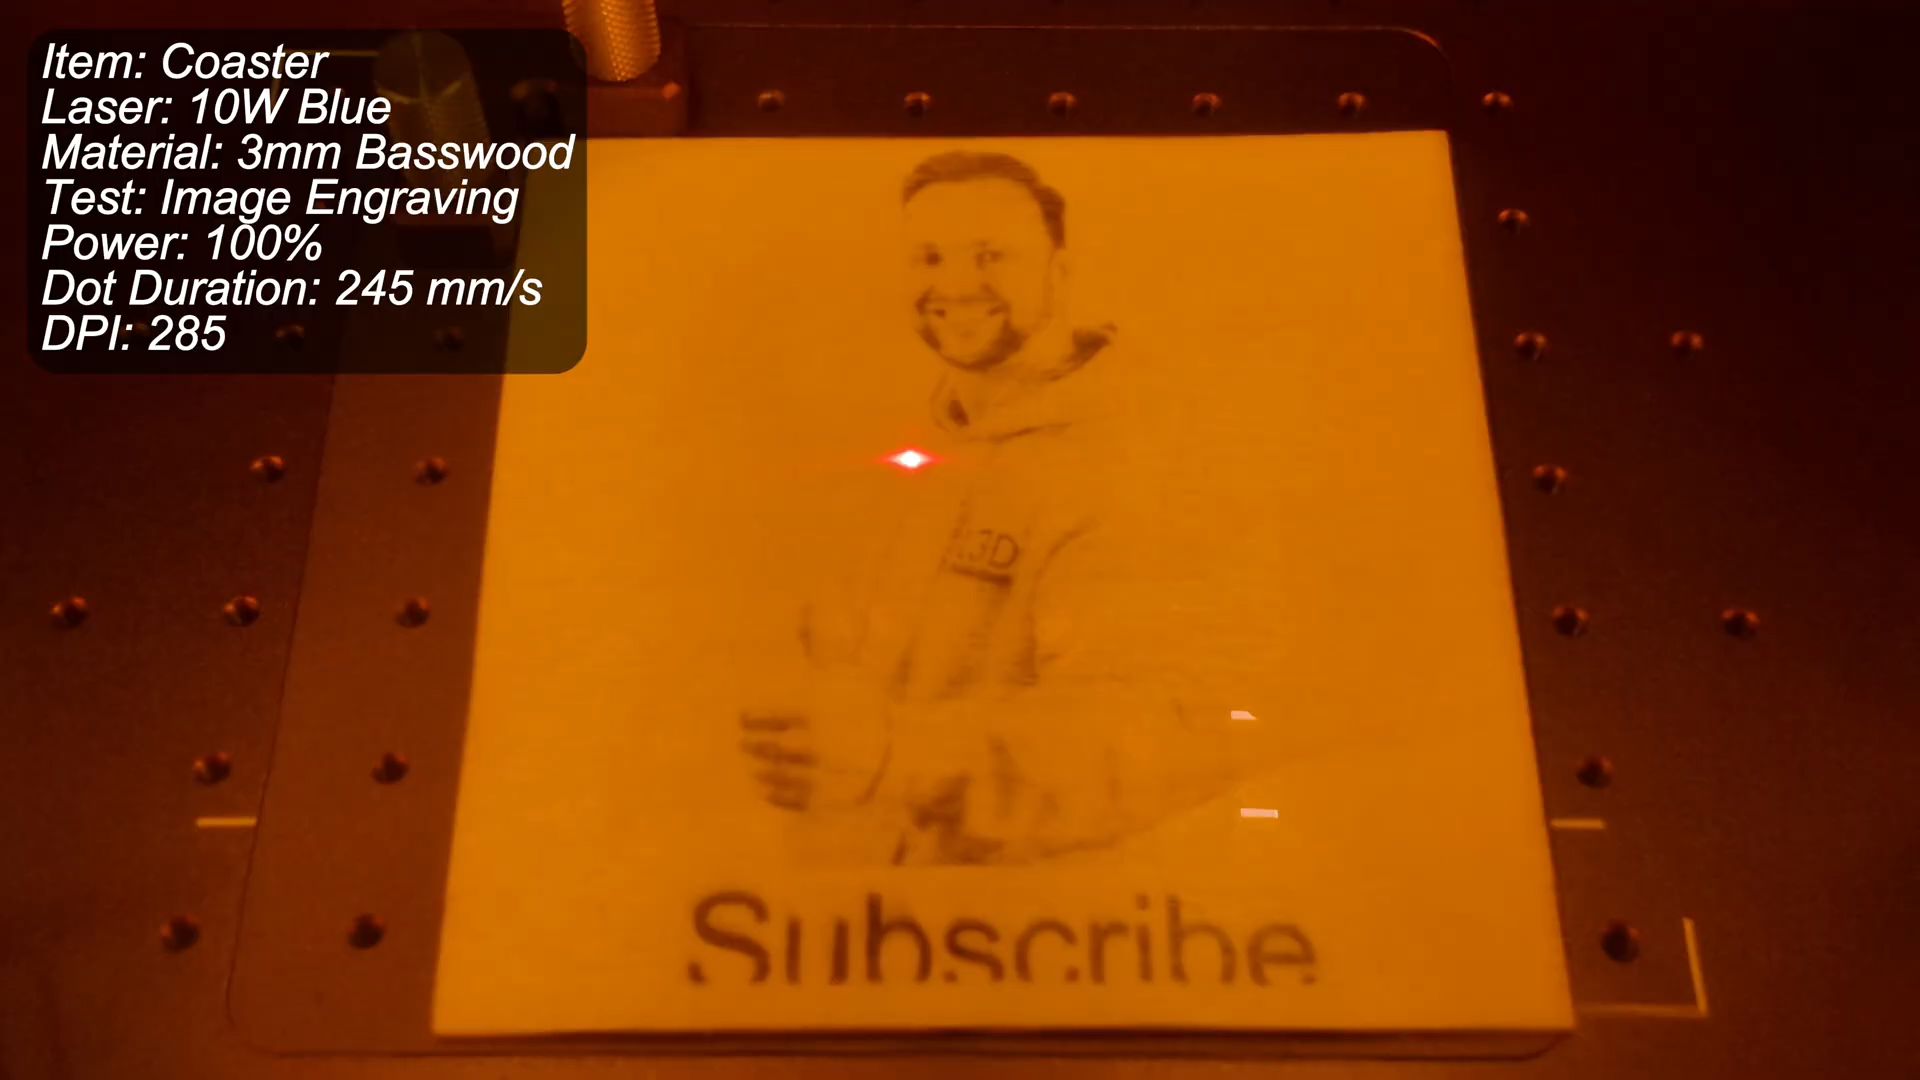 Item: Coaster
Laser: 10W Blue
Material: 3mm Basswood
Test: Image Engraving
Power: 100%
Dot Duration: 245 mm/s
DPI: 285
3D
Subscribe